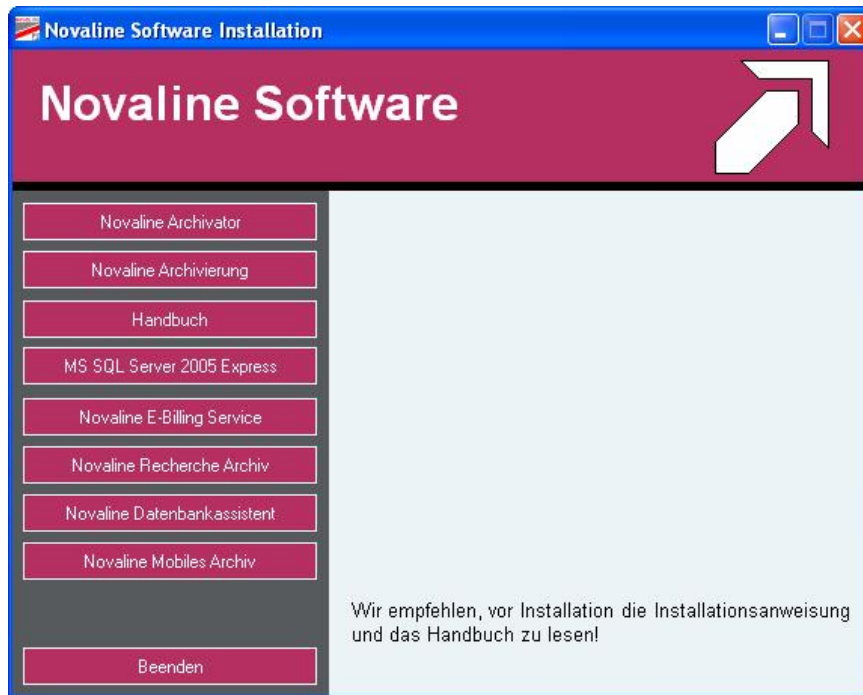 Novaline Software Installation
Novaline Software
Novaline Archivator
Novaline Archivierung
Handbuch
MS SQL Server 2005 Express
Novaline E-Billing Service
Novaline Recherche Archiv
Novaline Datenbankassistent
Novaline Mobiles Archiv
Beenden
Wir empfehlen, vor Installation die Installationsanweisung
und das Handbuch zu lesen!